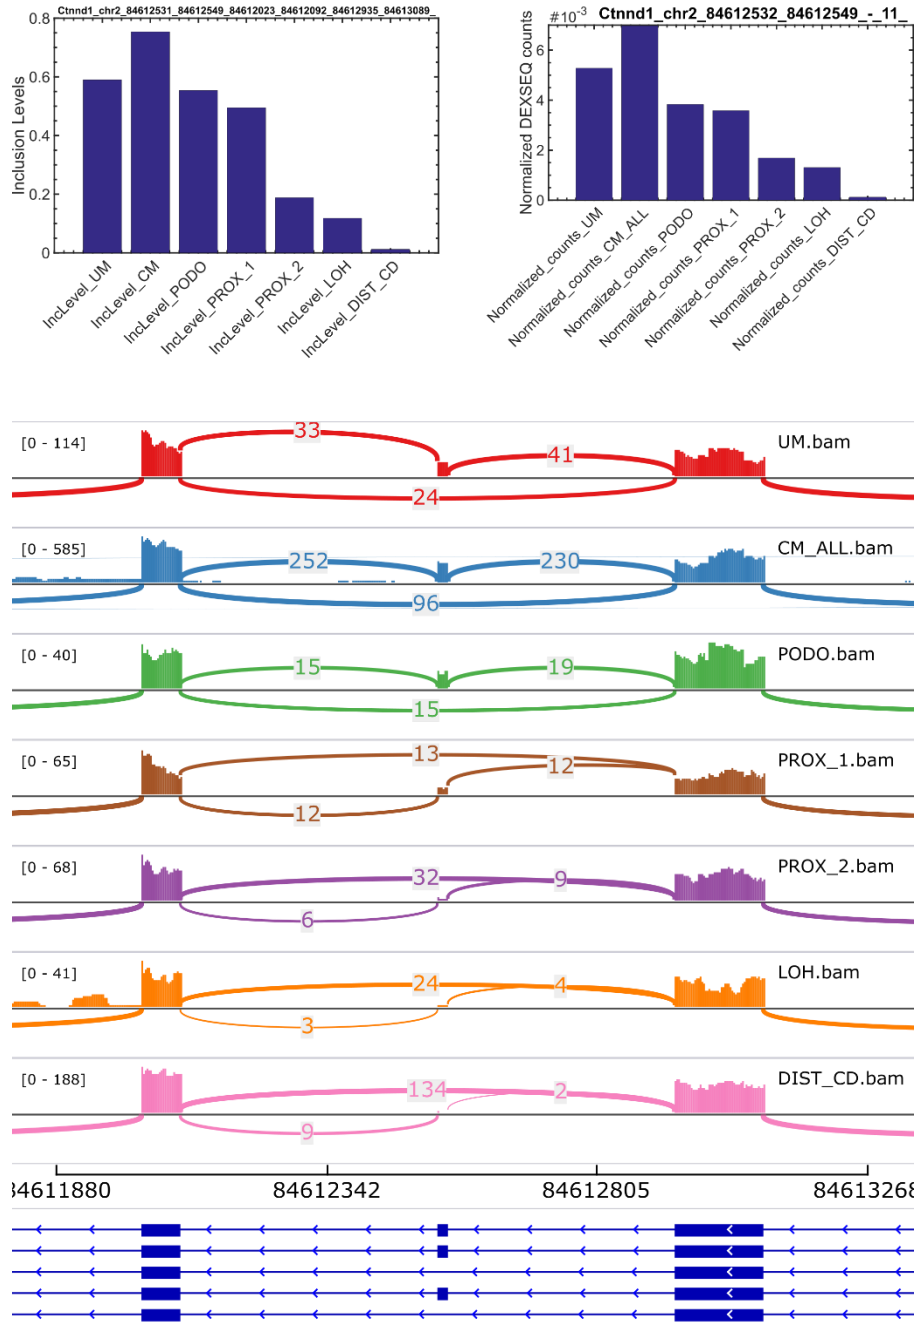 Ctnnd1_chr2_84612531_84612549_84612023_84612092_84612935_84613089_
0.8
0.6
0.4
0.2
0
Inclusion Levels
IncLevel_UM
IncLevel_CM
IncLevel_PODO
IncLevel_PROX_1
IncLevel_PROX_2
IncLevel_LOH
IncLevel_DIST_CD
#10-3 Ctnnd1_chr2_84612532_84612549_-_11_
6
4
2
0
Normalized DEXSEQ counts
Normalized_counts_UM
Normalized_counts_CM_ALL
Normalized_counts_PODO
Normalized_counts_PROX_1
Normalized_counts_PROX_2
Normalized_counts_LOH
Normalized_counts_DIST_CD
[0 - 114] 33 41 UM.bam
24
[0 - 585] 252 230 CM_ALL.bam
96
[0 - 40] 15 19 PODO.bam
15
[0 - 65] 13 12 PROX_1.bam
12
[0 - 68] 32 9 PROX_2.bam
6
[0 - 41] 24 4 LOH.bam
3
[0 - 188] 134 2 DIST_CD.bam
9
84611880 84612342 84612805 84613268